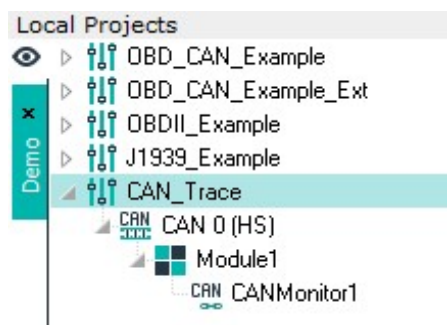 Local Projects
OBD_CAN_Example
OBD_CAN_Example_Ext
× Demo
OBDII_Example
J1939_Example
CAN_Trace
CAN CAN 0 (HS)
Module1
CAN CANMonitor1